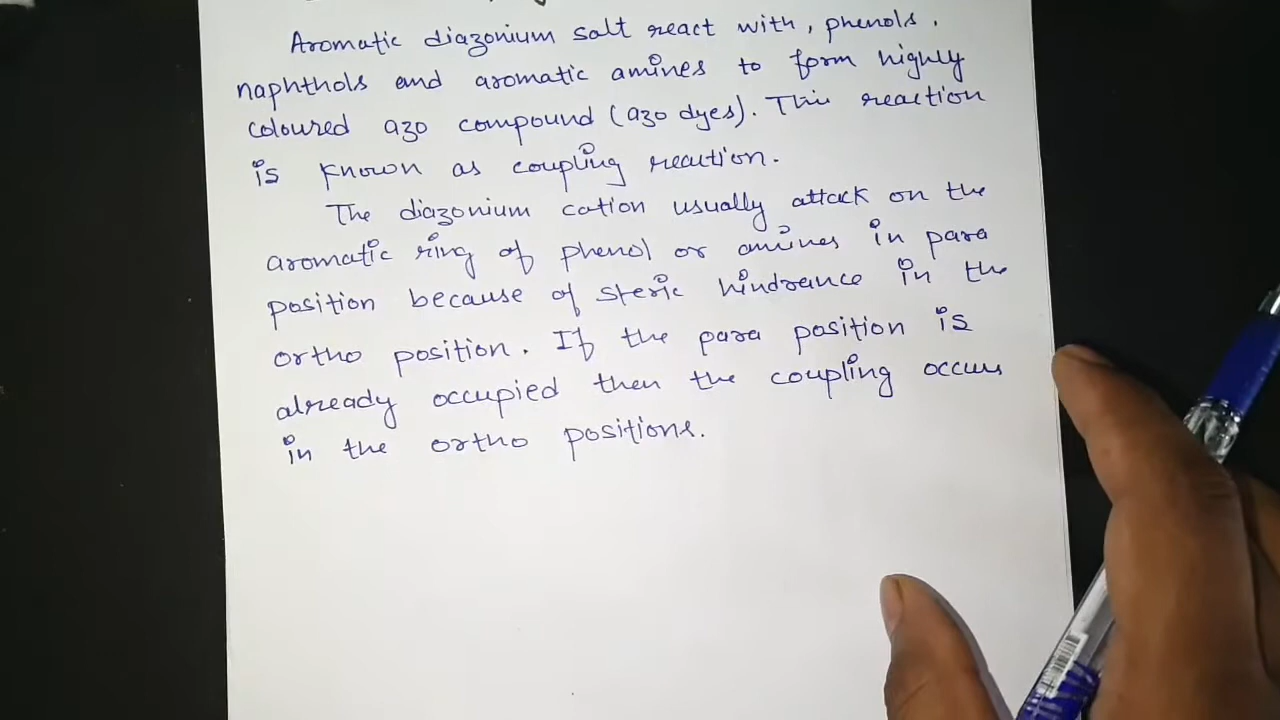 Aromatic diazonium salt react with, phenols.
naphthols and aromatic amines to form highly
coloured azo compound (azo dyes). This reaction
is known as coupling reaction.
The diazonium cation usually attack on the
aromatic ring of phenol or amines in para
position because of steric hindrance in the
ortho position. If the para position is
already occupied then the coupling occurs
in the ortho positions.